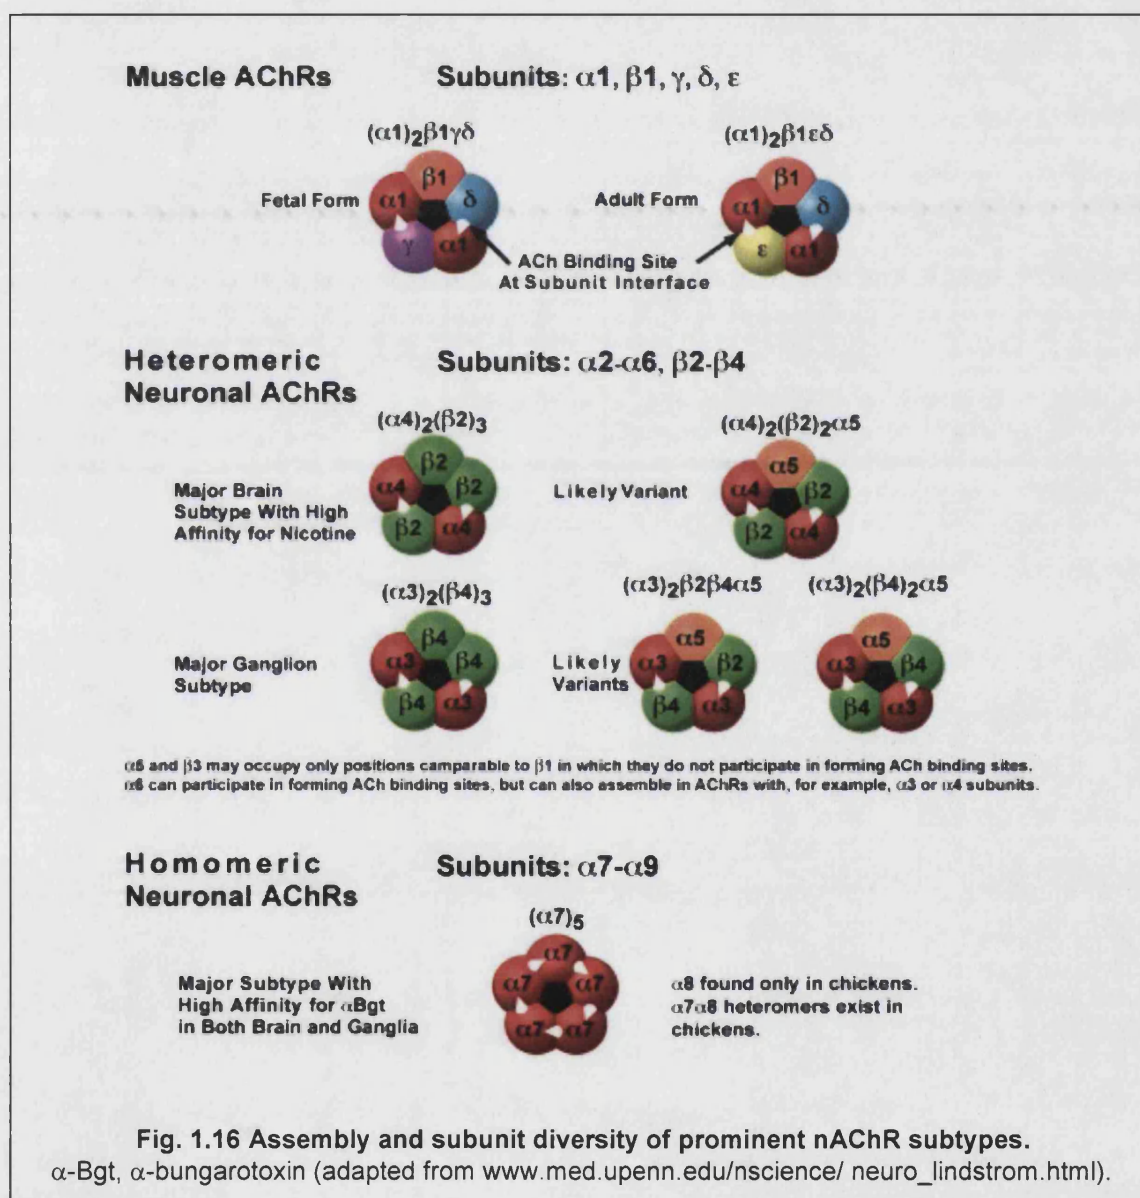 Muscle AChRs Subunits: α1, β1, γ, δ, ε
(α1)2β1γδ (α1)2β1εδ
Fetal Form
β1
α1 δ
γ α1
Adult Form
β1
α1 δ
ε α1
ACh Binding Site
At Subunit Interface
Heteromeric Subunits: α2-α6, β2-β4
Neuronal AChRs
(α4)2(β2)3 (α4)2(β2)2α5
Major Brain
Subtype With High
Affinity for Nicotine
β2
α4 β2
β2 α4
Likely Variant
α5
α4 β2
β2 α4
(α3)2(β4)3 (α3)2β2β4α5 (α3)2(β4)2α5
Major Ganglion
Subtype
β4
α3 β4
β4 α3
Likely
Variants
α5
α3 β2
β4 α3
α5
α3 β4
β4 α3
α5 and β3 may occupy only positions camparable to β1 in which they do not participate in forming ACh binding sites.
α6 can participate in forming ACh binding sites, but can also assemble in AChRs with, for example, α3 or α4 subunits.
Homomeric Subunits: α7-α9
Neuronal AChRs
(α7)5
Major Subtype With
High Affinity for αBgt
in Both Brain and Ganglia
α7
α7 α7
α7 α7
α8 found only in chickens.
α7α8 heteromers exist in
chickens.
Fig. 1.16 Assembly and subunit diversity of prominent nAChR subtypes.
α-Bgt, α-bungarotoxin (adapted from www.med.upenn.edu/nscience/ neuro_lindstrom.html).